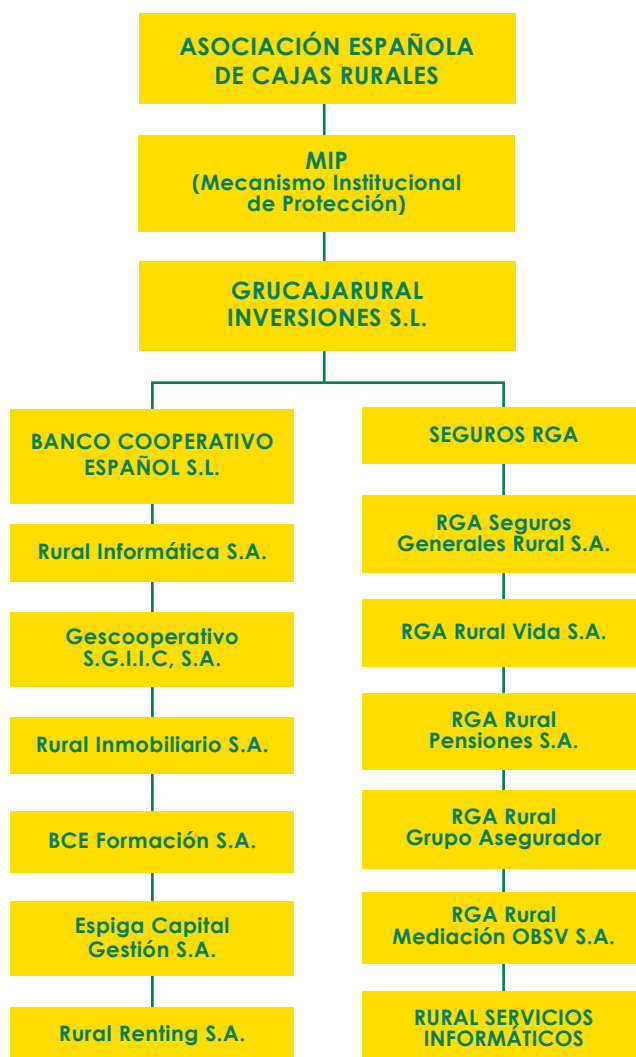 ASOCIACIÓN ESPAÑOLA
DE CAJAS RURALES
MIP
(Mecanismo Institucional
de Protección)
GRUCAJARURAL
INVERSIONES S.L.
BANCO COOPERATIVO
ESPAÑOL S.L.
Rural Informática S.A.
Gescooperativo
S.G.I.I.C, S.A.
Rural Inmobiliario S.A.
BCE Formación S.A.
Espiga Capital
Gestión S.A.
Rural Renting S.A.
SEGUROS RGA
RGA Seguros
Generales Rural S.A.
RGA Rural Vida S.A.
RGA Rural
Pensiones S.A.
RGA Rural
Grupo Asegurador
RGA Rural
Mediación OBSV S.A.
RURAL SERVICIOS
INFORMÁTICOS